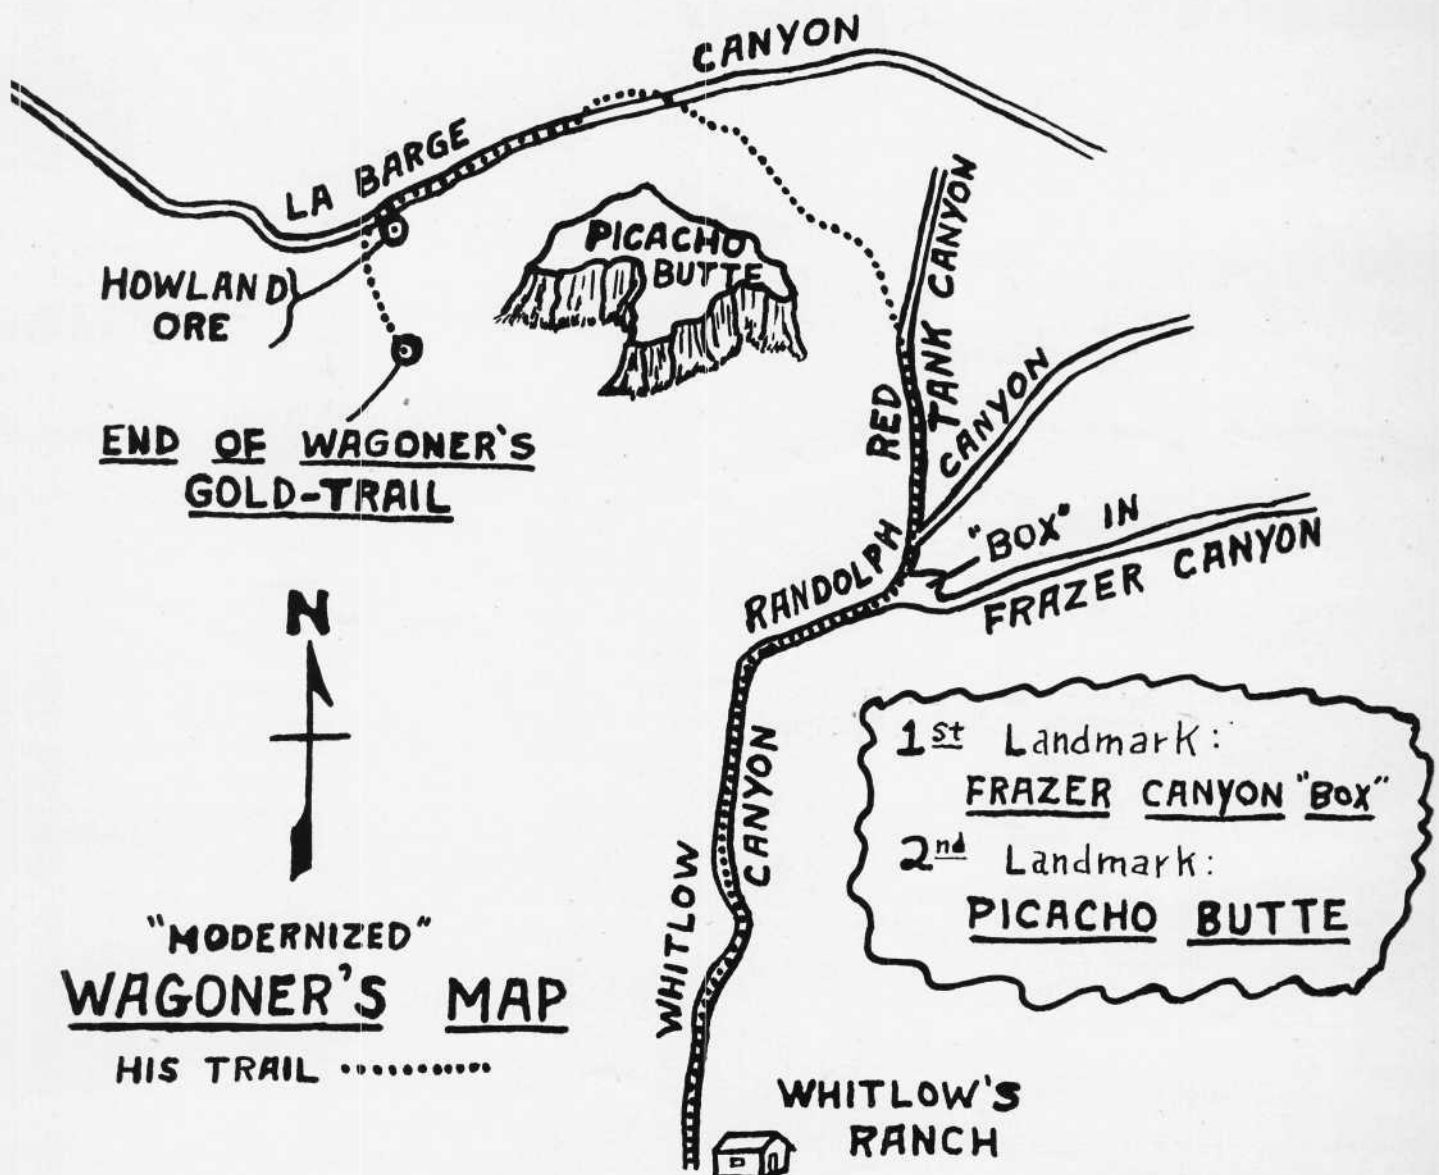 CANYON
LA BARGE
PICACHO
BUTTE
HOWLAND
ORE
END OF WAGONER'S
GOLD-TRAIL
RED
TANK CANYON
CANYON
RANDOLPH
"BOX" IN
FRAZER CANYON
N
1st Landmark:
FRAZER CANYON "BOX"
2nd Landmark:
PICACHO BUTTE
WHITLOW
CANYON
"MODERNIZED"
WAGONER'S MAP
HIS TRAIL ............
WHITLOW'S
RANCH